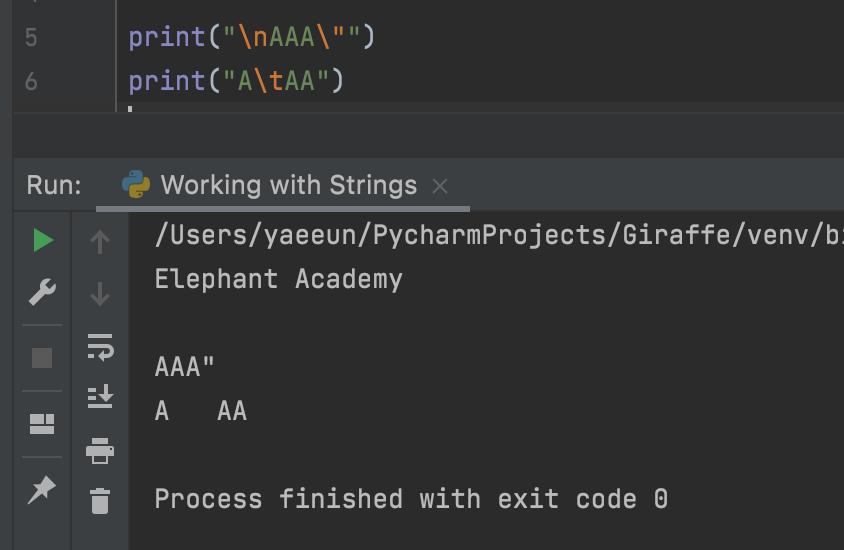 5 print("\nAAA\"")
6 print("A\tAA")
Run: Working with Strings
/Users/yaeeun/PycharmProjects/Giraffe/venv/bi
Elephant Academy
AAA"
A	AA
Process finished with exit code 0